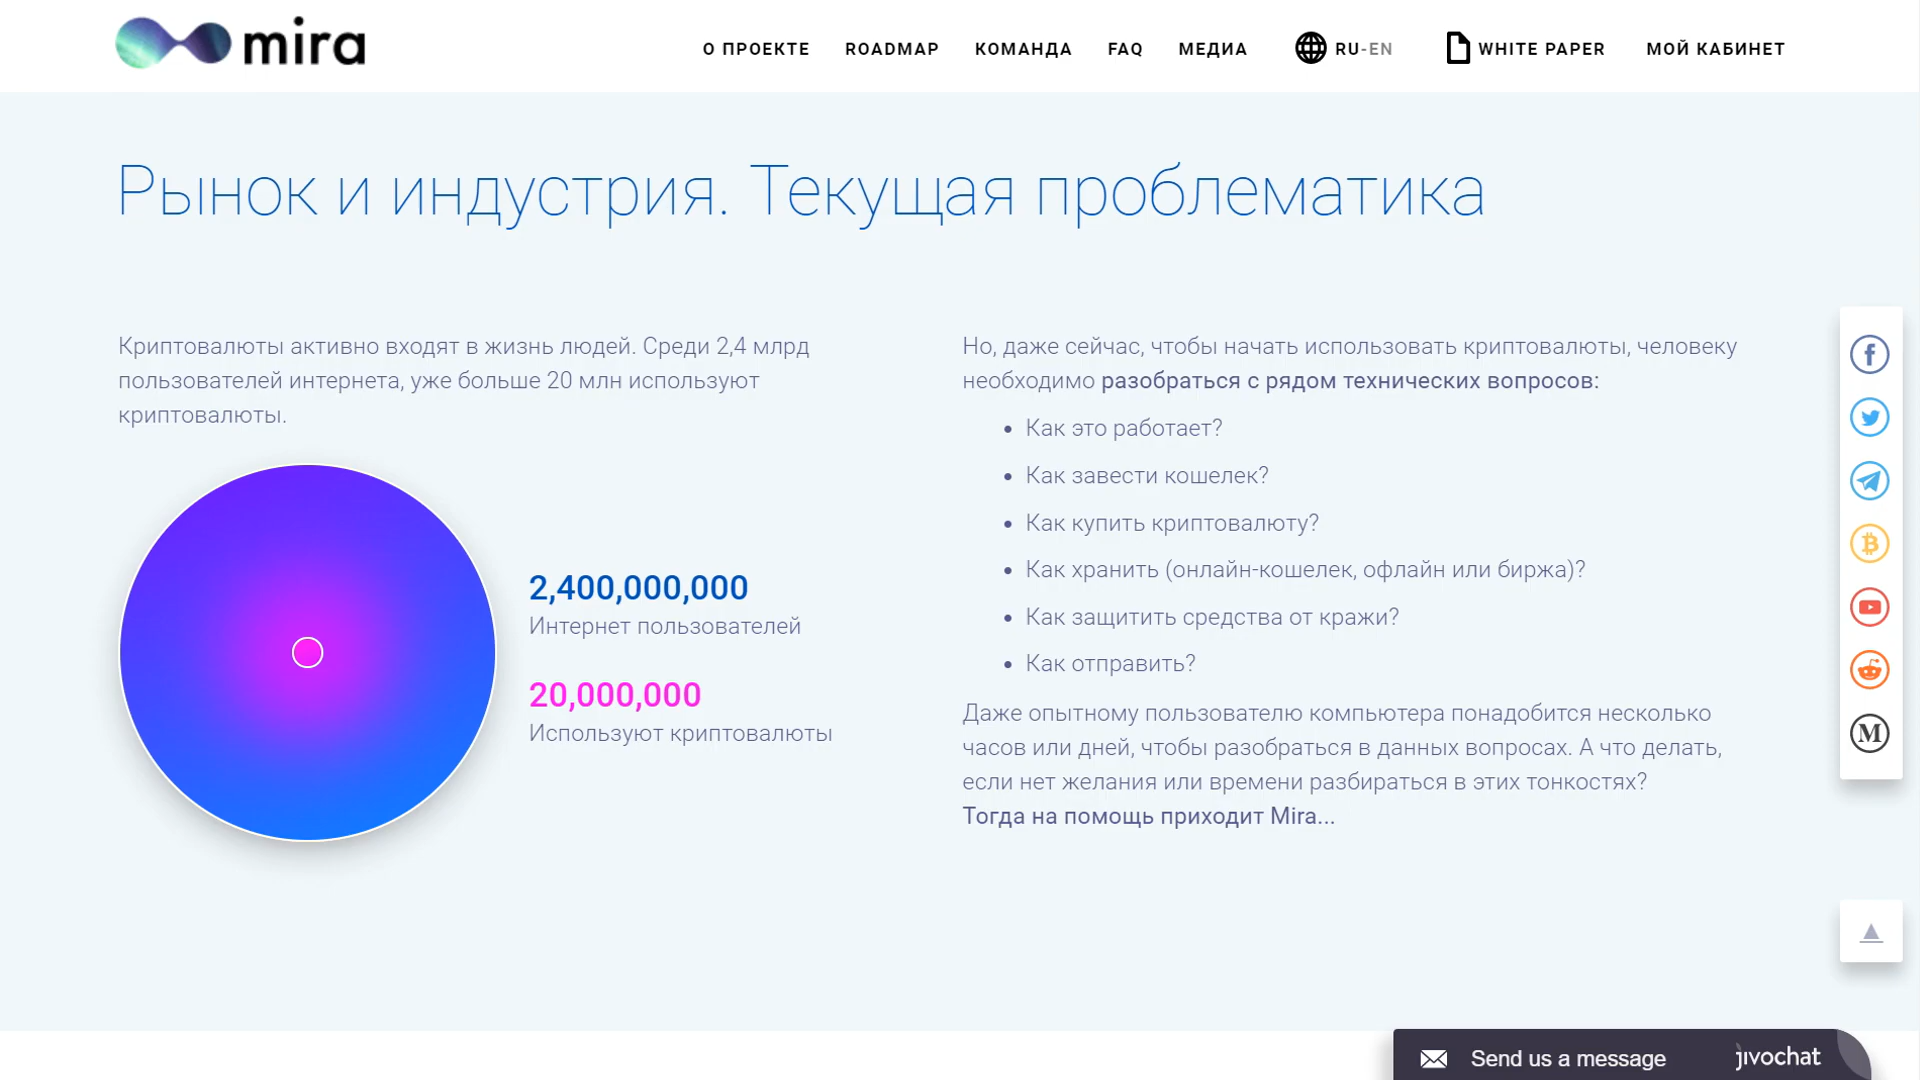 mira
О ПРОЕКТЕ ROADMAP КОМАНДА FAQ МЕДИА RU-EN WHITE PAPER МОЙ КАБИНЕТ
Рынок и индустрия. Текущая проблематика
Криптовалюты активно входят в жизнь людей. Среди 2,4 млрд
пользователей интернета, уже больше 20 млн используют
криптовалюты.
2,400,000,000
Интернет пользователей
20,000,000
Используют криптовалюты
Но, даже сейчас, чтобы начать использовать криптовалюты, человеку
необходимо разобраться с рядом технических вопросов:
• Как это работает?
• Как завести кошелек?
• Как купить криптовалюту?
• Как хранить (онлайн-кошелек, офлайн или биржа)?
• Как защитить средства от кражи?
• Как отправить?
Даже опытному пользователю компьютера понадобится несколько
часов или дней, чтобы разобраться в данных вопросах. А что делать,
если нет желания или времени разбираться в этих тонкостях?
Тогда на помощь приходит Mira...
Send us a message jivochat